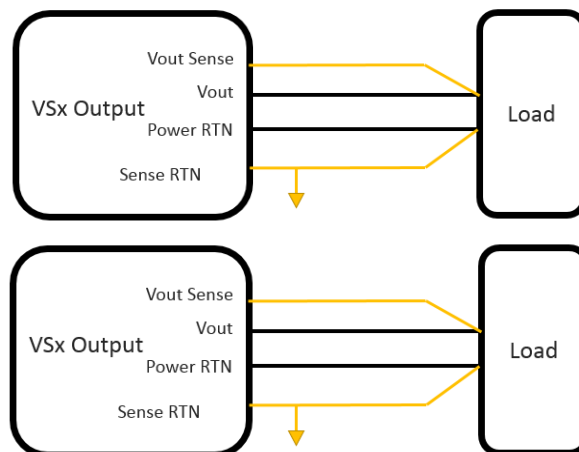 Vout Sense
Vout
VSx Output
Power RTN
Sense RTN
Load
Vout Sense
Vout
VSx Output
Power RTN
Sense RTN
Load